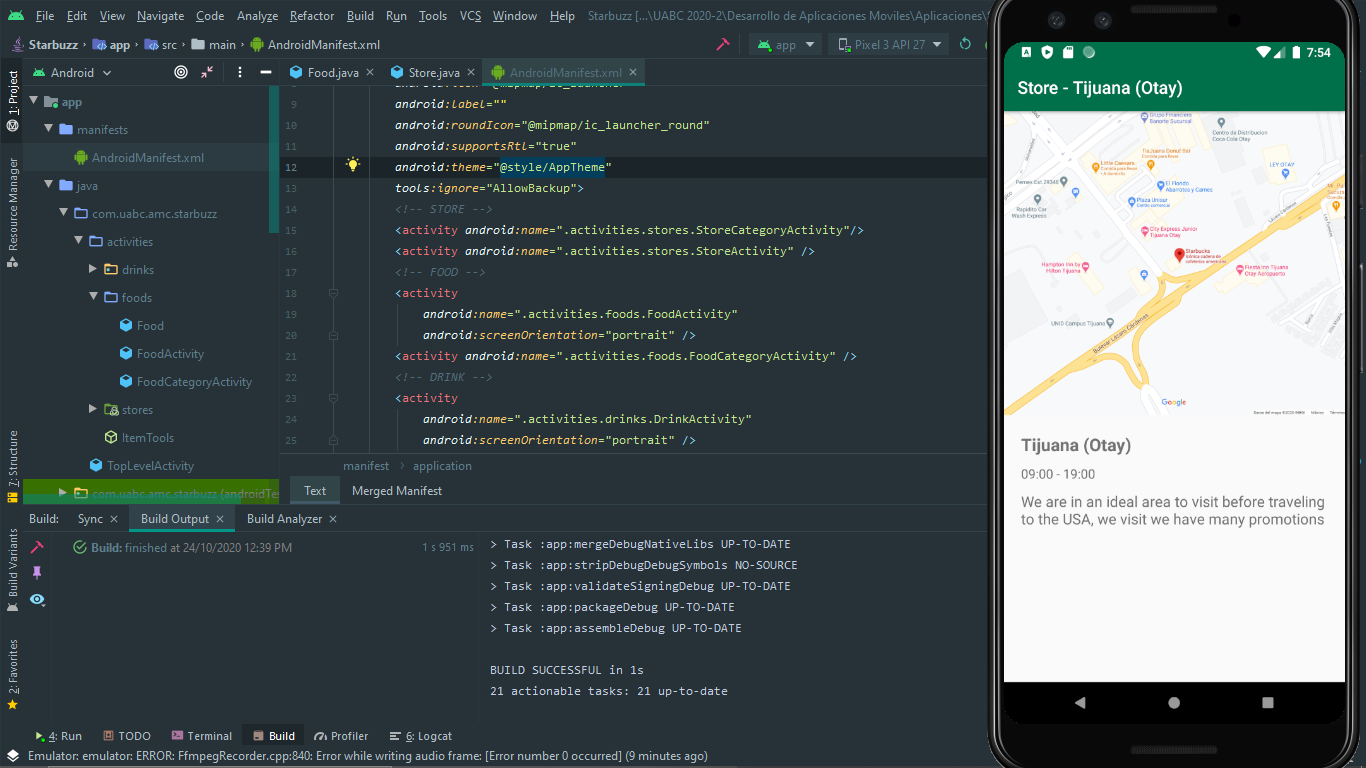 File Edit View Navigate Code Analyze Refactor Build Run Tools VCS Window Help Starbuzz [...\UABC 2020-2\Desarrollo de Aplicaciones Moviles\Aplicaciones\
Starbuzz app src main AndroidManifest.xml app Pixel 3 API 27
1: Project
Resource Manager
7: Structure
Build Variants
2: Favorites
Android
app
manifests
AndroidManifest.xml
java
com.uabc.amc.starbuzz
activities
drinks
foods
Food
FoodActivity
FoodCategoryActivity
stores
ItemTools
TopLevelActivity
com.uabc.amc.starbuzz (androidTe
Food.java Store.java AndroidManifest.xml
9 android:label=""
10 android:roundIcon="@mipmap/ic_launcher_round"
11 android:supportsRtl="true"
12 android:theme="@style/AppTheme"
13 tools:ignore="AllowBackup">
14 <!-- STORE -->
15 <activity android:name=".activities.stores.StoreCategoryActivity"/>
16 <activity android:name=".activities.stores.StoreActivity" />
17 <!-- FOOD -->
18 <activity
19 android:name=".activities.foods.FoodActivity"
20 android:screenOrientation="portrait" />
21 <activity android:name=".activities.foods.FoodCategoryActivity" />
22 <!-- DRINK -->
23 <activity
24 android:name=".activities.drinks.DrinkActivity"
25 android:screenOrientation="portrait" />
manifest › application
Text Merged Manifest
Build: Sync Build Output Build Analyzer
Build: finished at 24/10/2020 12:39 PM 1 s 951 ms
> Task :app:mergeDebugNativeLibs UP-TO-DATE
> Task :app:stripDebugDebugSymbols NO-SOURCE
> Task :app:validateSigningDebug UP-TO-DATE
> Task :app:packageDebug UP-TO-DATE
> Task :app:assembleDebug UP-TO-DATE
BUILD SUCCESSFUL in 1s
21 actionable tasks: 21 up-to-date
4: Run TODO Terminal Build Profiler 6: Logcat
Emulator: emulator: ERROR: FfmpegRecorder.cpp:840: Error while writing audio frame: [Error number 0 occurred] (9 minutes ago)
7:54
Store - Tijuana (Otay)
Grupo Financiero
Banorte Sucursal
Centro de Distribucion
Coca-Cola
TiaJuana Donut Bar
Little Caesars
Pemex Est.29348
El Florido
Abarrotes y Carnes
LEY OTAY
Plaza Unisur
Centro comercial
Rapidito Car
Wash Express
City Express Junior
Tijuana Otay
Starbucks
Hampton Inn by
Hilton Tijuana
Fiesta Inn Tijuana
Otay Aeropuerto
UNID Campus Tijuana
Bulevar Lázaro Cárdenas
Google
Tijuana (Otay)
09:00 - 19:00
We are in an ideal area to visit before traveling
to the USA, we visit we have many promotions